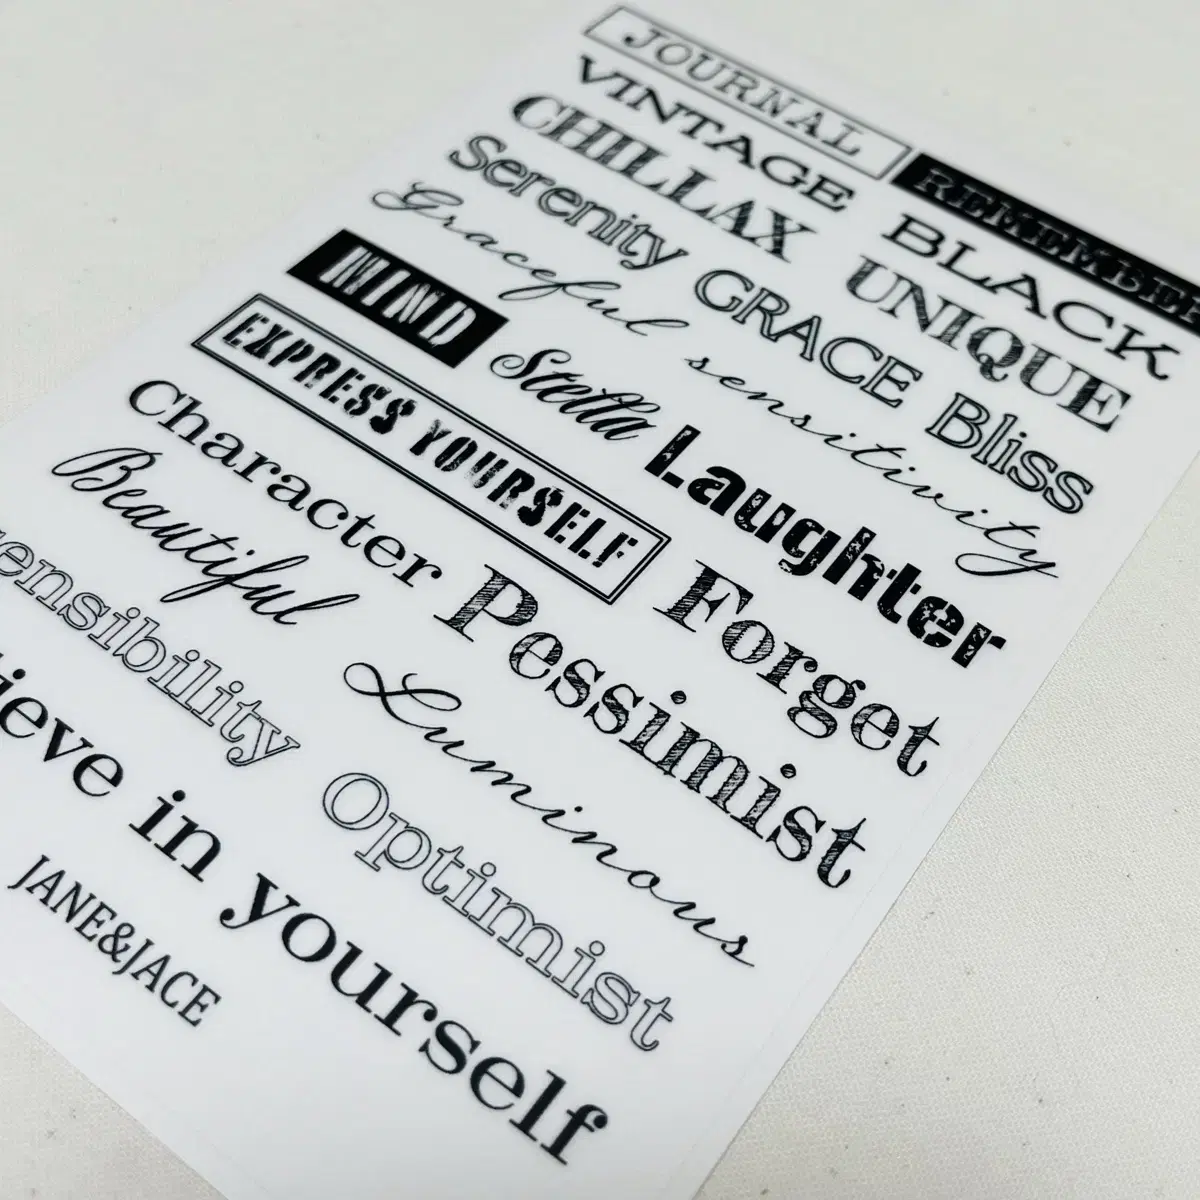 JOURNAL REMEMBER
VINTAGE BLACK
CHILLAX UNIQUE
Serenity GRACE Bliss
Graceful sensitivity
MIND Stella Laughter
EXPRESS YOURSELF Forget
Character Pessimist
Beautiful Luminous
ensibility Optimist
ieve in yourself
JANE&JACE